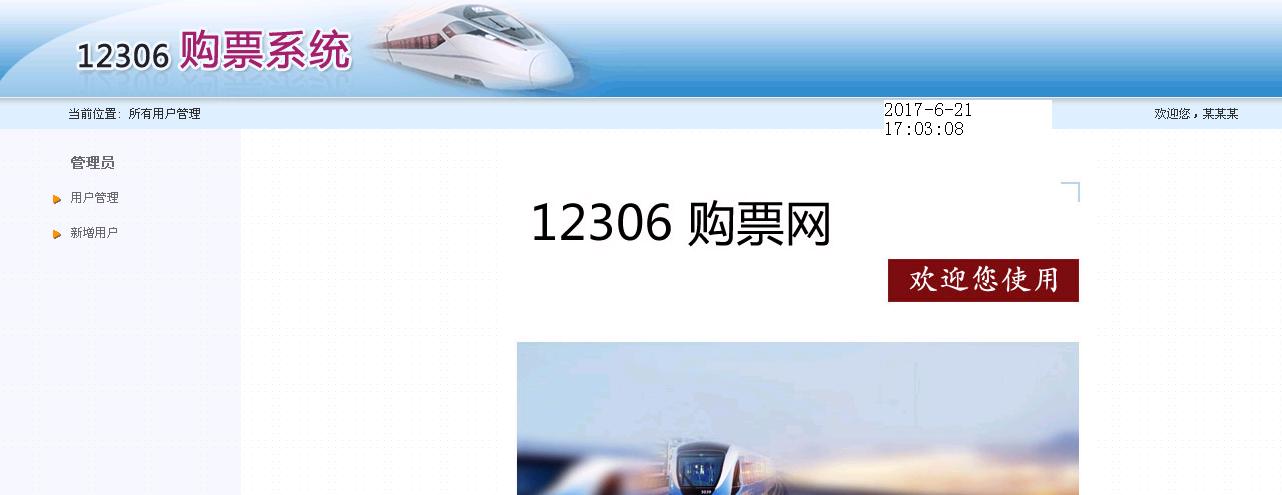 12306 购票系统
当前位置: 所有用户管理
2017-6-21
17:03:08
欢迎您,某某某
管理员
用户管理
新增用户
12306 购票网
欢迎您使用